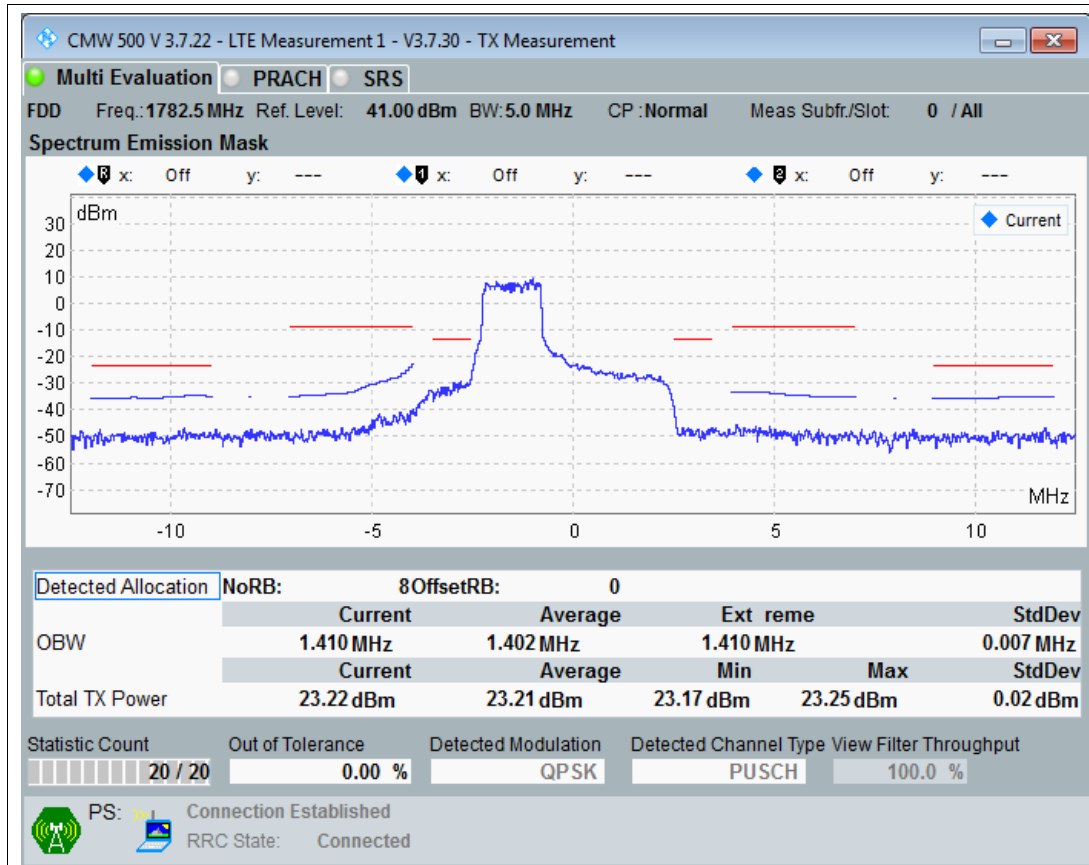 CMW 500 V 3.7.22 - LTE Measurement 1 - V3.7.30 - TX Measurement
Multi Evaluation PRACH SRS
FDD Freq.: 1782.5 MHz Ref. Level: 41.00 dBm BW: 5.0 MHz CP : Normal Meas Subfr./Slot: 0 / All
Spectrum Emission Mask
R x: Off y: --- 1 x: Off y: --- 2 x: Off y: ---
dBm
Current
30
20
10
0
-10
-20
-30
-40
-50
-60
-70
MHz
-10 -5 0 5 10
Detected Allocation NoRB: 8 OffsetRB: 0
Current Average Ext reme StdDev
OBW 1.410 MHz 1.402 MHz 1.410 MHz 0.007 MHz
Current Average Min Max StdDev
Total TX Power 23.22 dBm 23.21 dBm 23.17 dBm 23.25 dBm 0.02 dBm
Statistic Count Out of Tolerance Detected Modulation Detected Channel Type View Filter Throughput
20 / 20 0.00 % QPSK PUSCH 100.0 %
PS: Connection Established
RRC State: Connected